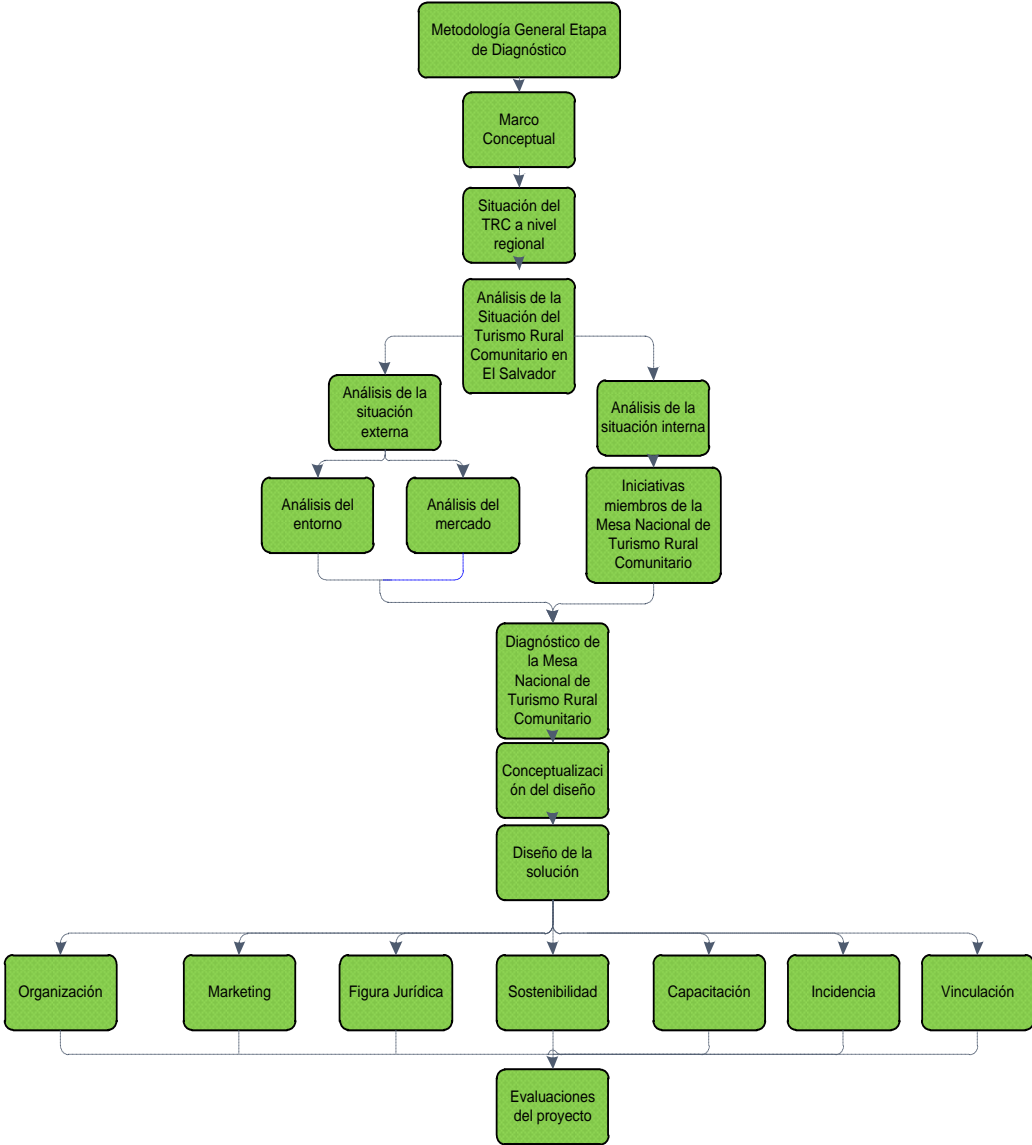 Metodología General Etapa
de Diagnóstico
Marco
Conceptual
Situación del
TRC a nivel
regional
Análisis de la
Situación del
Turismo Rural
Comunitario en
El Salvador
Análisis de la
situación
externa
Análisis de la
situación interna
Análisis del
entorno
Análisis del
mercado
Iniciativas
miembros de la
Mesa Nacional de
Turismo Rural
Comunitario
Diagnóstico de
la Mesa
Nacional de
Turismo Rural
Comunitario
Conceptualizaci
ón del diseño
Diseño de la
solución
Organización
Marketing
Figura Jurídica
Sostenibilidad
Capacitación
Incidencia
Vinculación
Evaluaciones
del proyecto